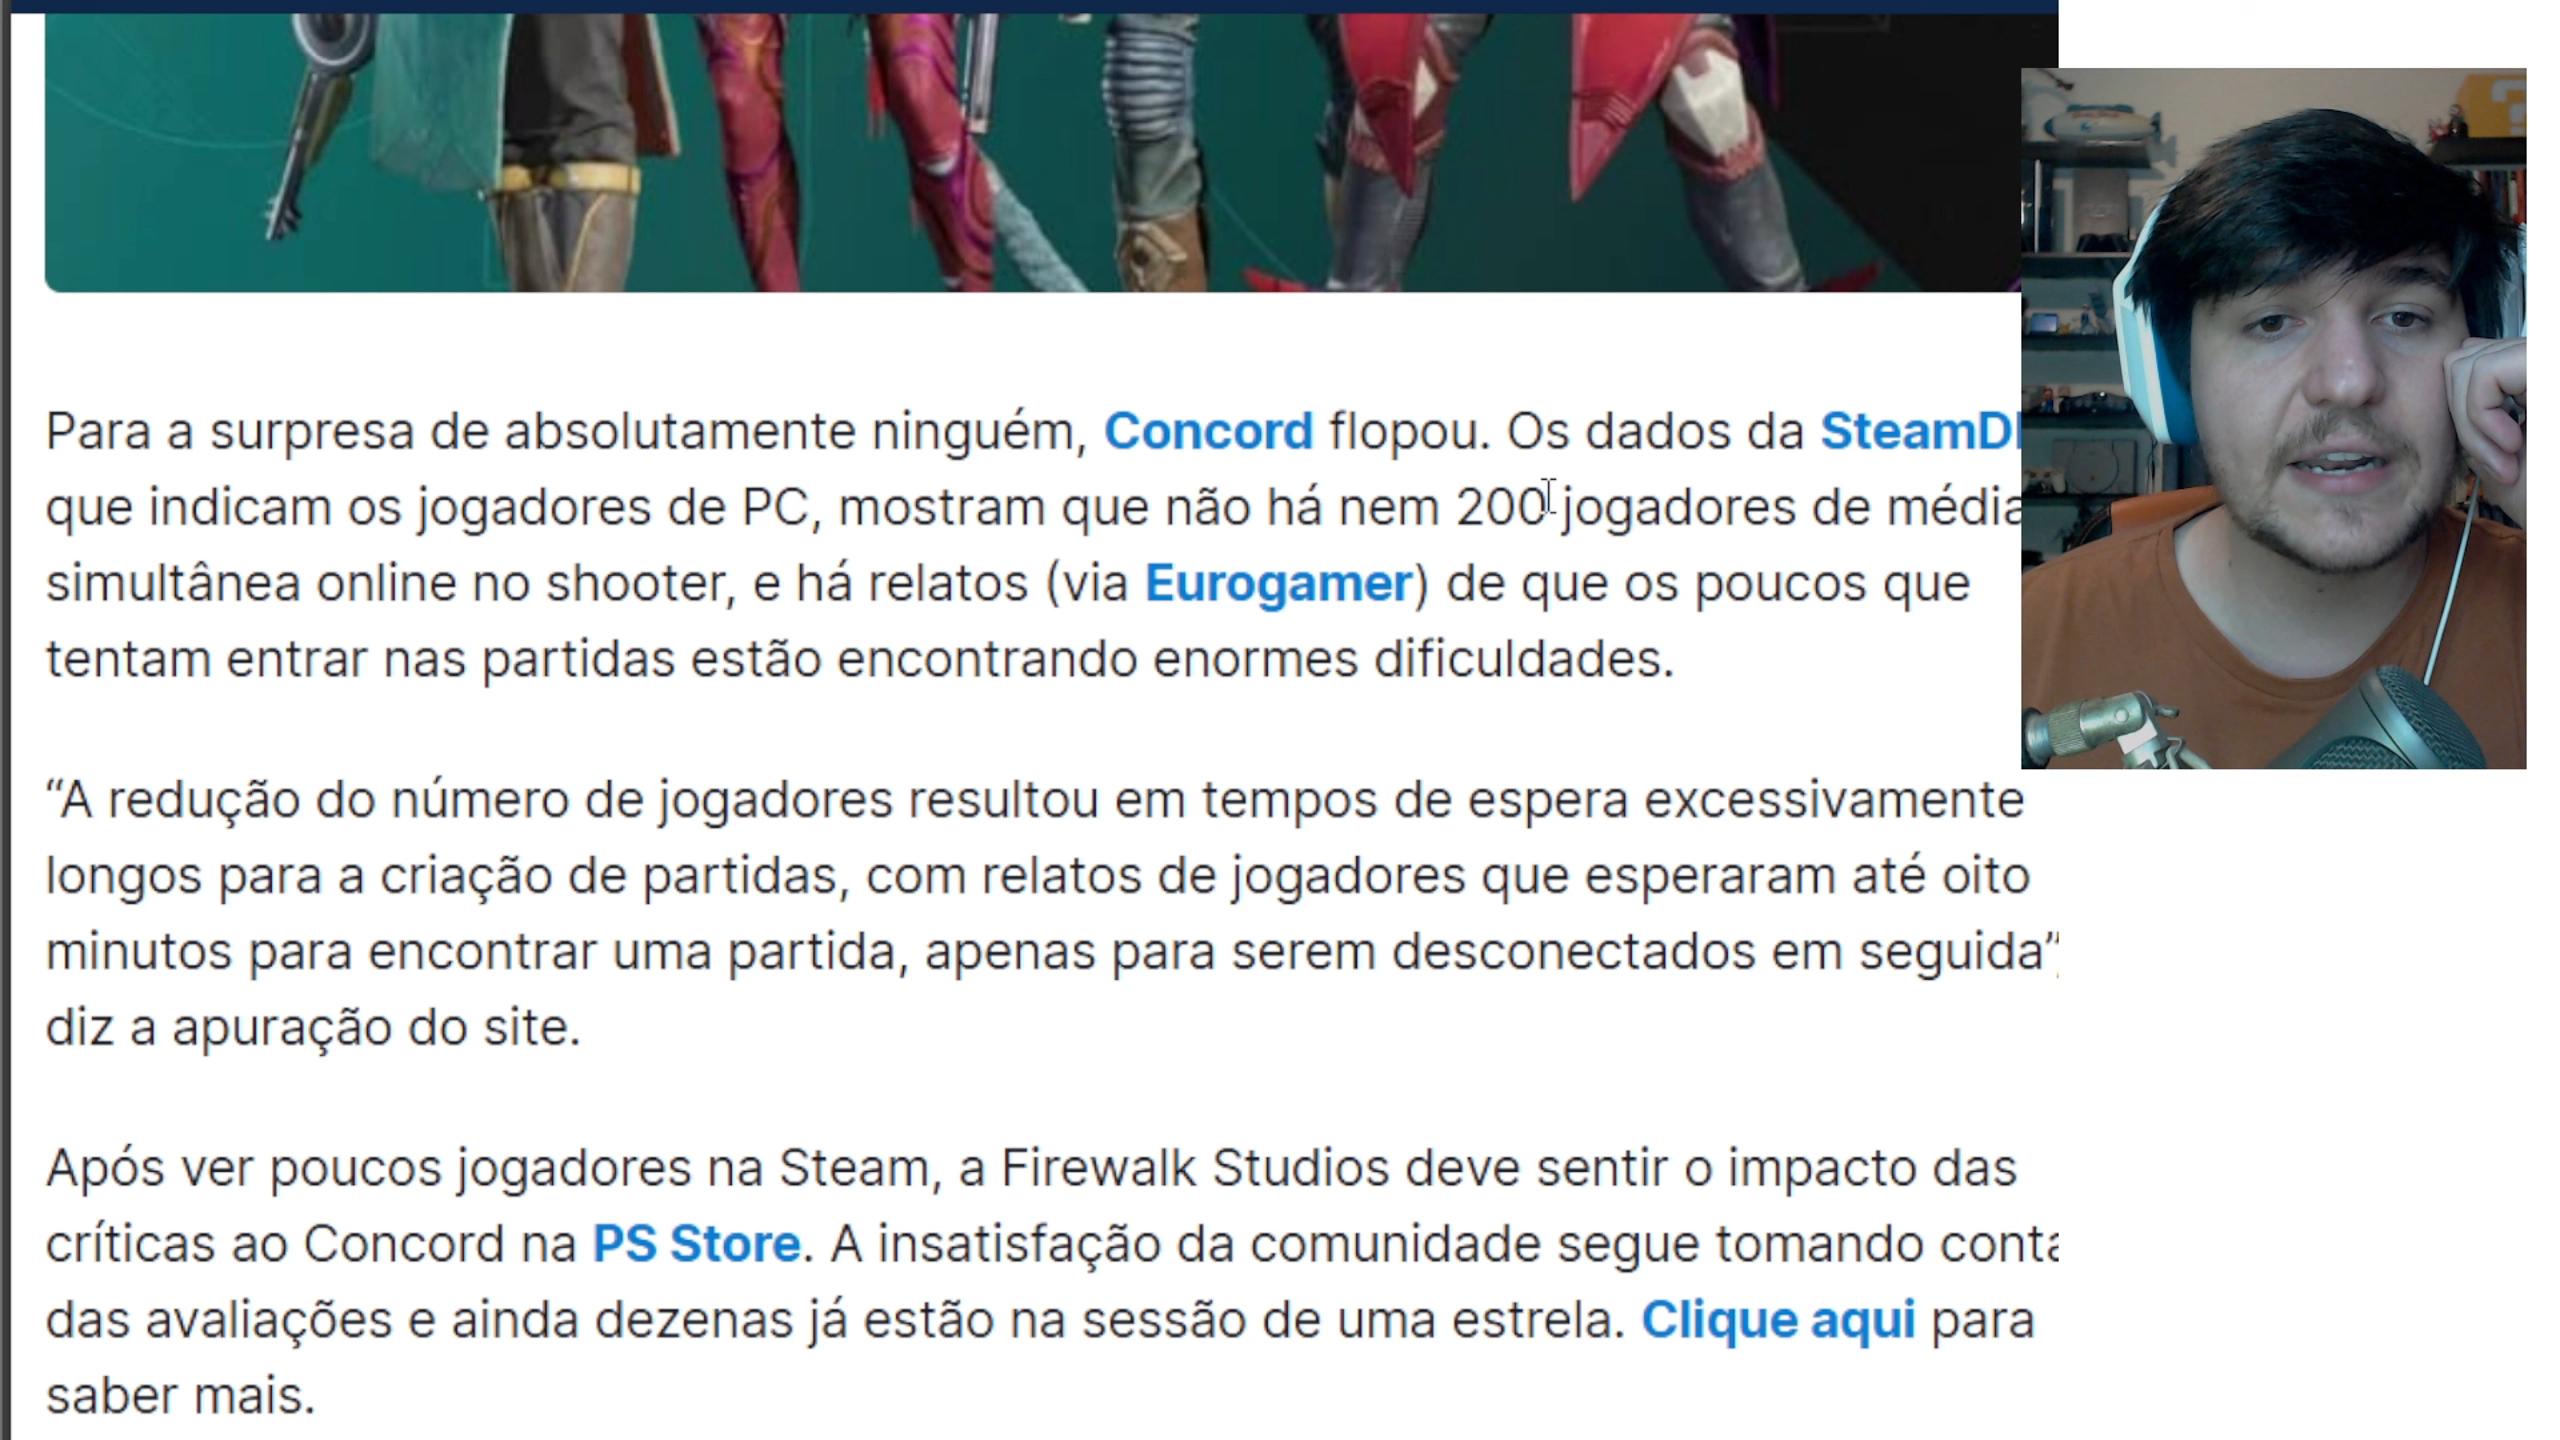 Para a surpresa de absolutamente ninguém, Concord flopou. Os dados da
que indicam os jogadores de PC, mostram que não há nem 200 jogadores de média
simultânea online no shooter, e há relatos (via Eurogamer) de que os poucos que
tentam entrar nas partidas estão encontrando enormes dificuldades.
“A redução do número de jogadores resultou em tempos de espera excessivamente
longos para a criação de partidas, com relatos de jogadores que esperaram até oito
minutos para encontrar uma partida, apenas para serem desconectados em seguida”,
diz a apuração do site.
Após ver poucos jogadores na Steam, a Firewalk Studios deve sentir o impacto das
críticas ao Concord na PS Store. A insatisfação da comunidade segue tomando conta
das avaliações e ainda dezenas já estão na sessão de uma estrela. Clique aqui para
saber mais.